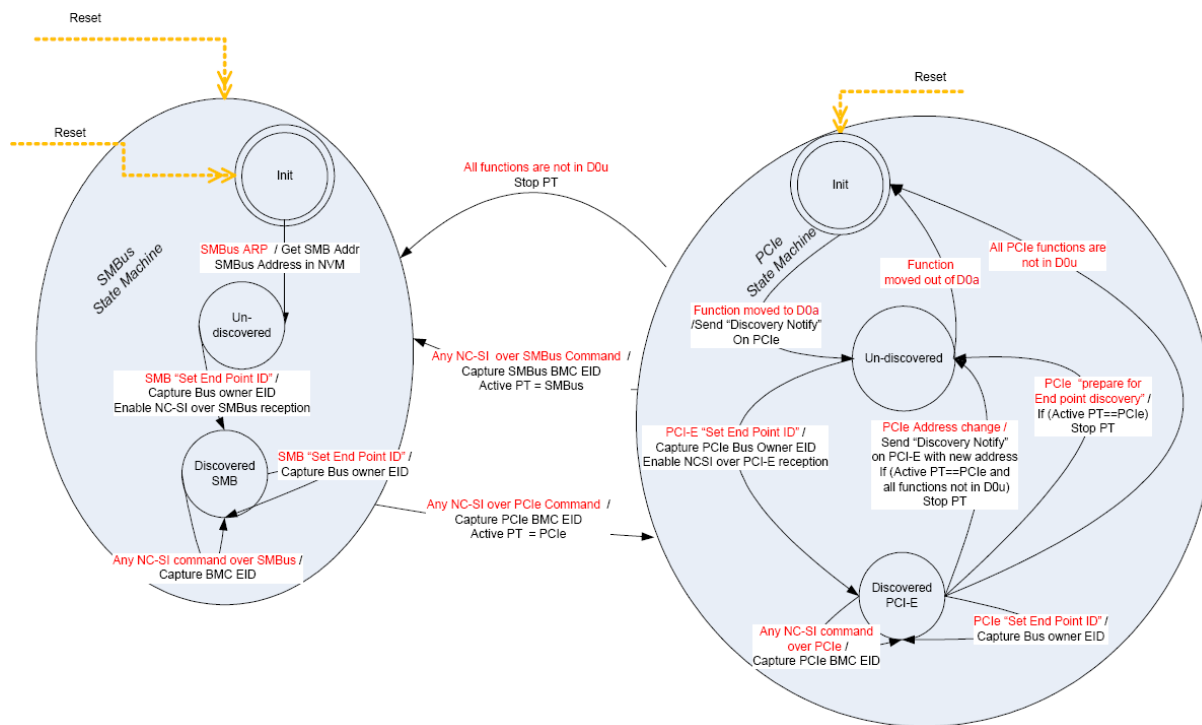 Reset
Reset
Init
SMBus ARP / Get SMB Addr
SMBus Address in NVM
SMBus
State Machine
Un-
discovered
SMB “Set End Point ID” /
Capture Bus owner EID
Enable NC-SI over SMBus reception
Discovered
SMB
SMB “Set End Point ID” /
Capture Bus owner EID
Any NC-SI command over SMBus /
Capture BMC EID
All functions are not in D0u
Stop PT
Any NC-SI over SMBus Command /
Capture SMBus BMC EID
Active PT = SMBus
Any NC-SI over PCIe Command /
Capture PCIe BMC EID
Active PT = PCIe
Reset
Init
PCIe
State Machine
Function moved to D0a
/Send “Discovery Notify”
On PCIe
Function
moved out of D0a
All PCIe functions are
not in D0u
Un-discovered
PCI-E “Set End Point ID” /
Capture PCIe Bus Owner EID
Enable NCSI over PCI-E reception
PCIe Address change /
Send “Discovery Notify”
on PCI-E with new address
If (Active PT==PCIe and
all functions not in D0u)
Stop PT
PCIe “prepare for
End point discovery” /
If (Active PT==PCIe)
Stop PT
Discovered
PCI-E
Any NC-SI command
over PCIe /
Capture PCIe BMC EID
PCIe “Set End Point ID” /
Capture Bus owner EID